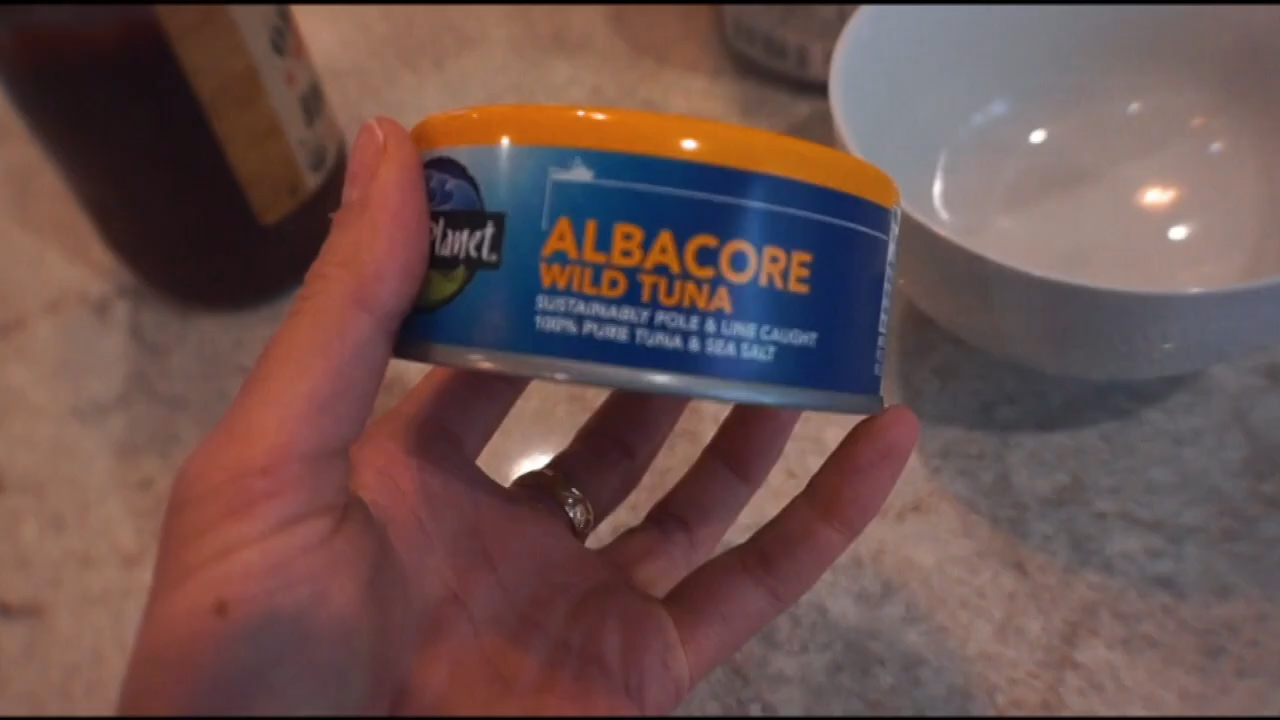 Planet.
ALBACORE
WILD TUNA
SUSTAINABLY POLE & LINE CAUGHT
100% PURE TUNA & SEA SALT